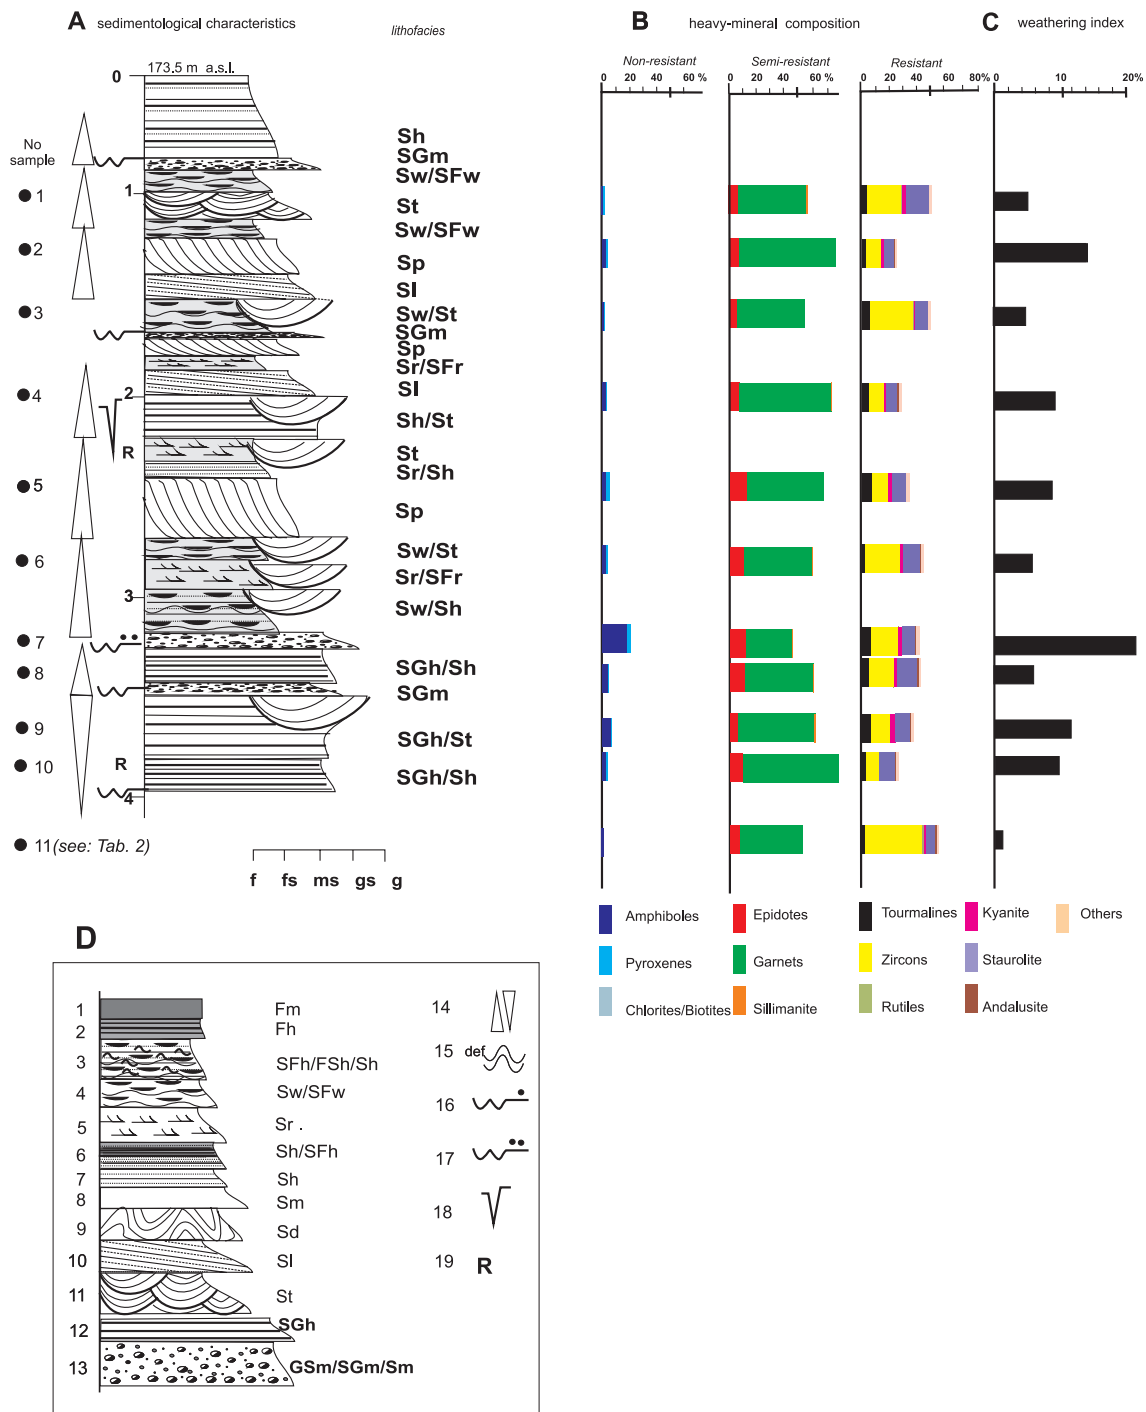 A sedimentological characteristics
lithofacies
B heavy-mineral composition
C weathering index
173,5 m a.s.l.
Non-resistant
Semi-resistant
Resistant
0 20 40 60 %
0 20 40 60 %
0 20 40 60 80%
0 10 20%
0
1
2
3
4
No
sample
1
2
3
4
5
6
7
8
9
10
11(see: Tab. 2)
R
R
Sh
SGm
Sw/SFw
St
Sw/SFw
Sp
Sl
Sw/St
SGm
Sp
Sr/SFr
Sl
Sh/St
St
Sr/Sh
Sp
Sw/St
Sr/SFr
Sw/Sh
SGh/Sh
SGm
SGh/St
SGh/Sh
f fs ms gs g
Amphiboles
Pyroxenes
Chlorites/Biotites
Epidotes
Garnets
Sillimanite
Tourmalines
Zircons
Rutiles
Kyanite
Staurolite
Andalusite
Others
D
1 Fm
2 Fh
3 SFh/FSh/Sh
4 Sw/SFw
5 Sr .
6 Sh/SFh
7 Sh
8 Sm
9 Sd
10 Sl
11 St
12 SGh
13 GSm/SGm/Sm
14
15 def
16
17
18
19 R